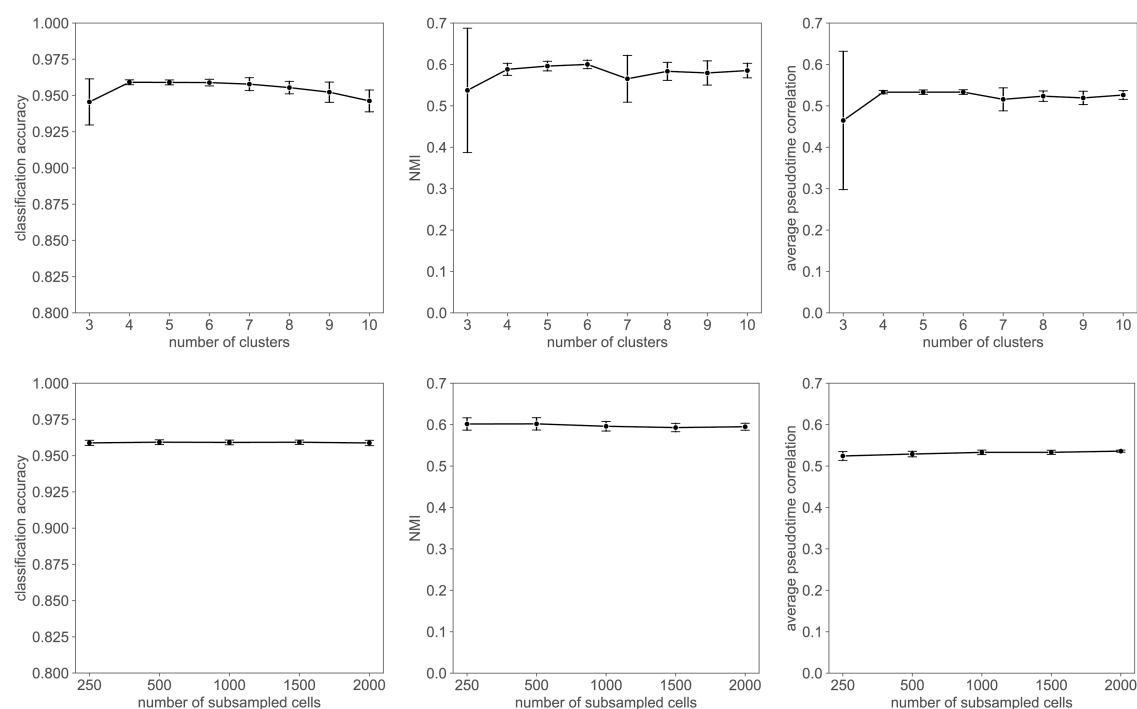 classification accuracy
1.000
0.975
0.950
0.925
0.900
0.875
0.850
0.825
0.800
3 4 5 6 7 8 9 10
number of clusters
NMI
0.7
0.6
0.5
0.4
0.3
0.2
0.1
0.0
3 4 5 6 7 8 9 10
number of clusters
average pseudotime correlation
0.7
0.6
0.5
0.4
0.3
0.2
0.1
0.0
3 4 5 6 7 8 9 10
number of clusters
classification accuracy
1.000
0.975
0.950
0.925
0.900
0.875
0.850
0.825
0.800
250 500 1000 1500 2000
number of subsampled cells
NMI
0.7
0.6
0.5
0.4
0.3
0.2
0.1
0.0
250 500 1000 1500 2000
number of subsampled cells
average pseudotime correlation
0.7
0.6
0.5
0.4
0.3
0.2
0.1
0.0
250 500 1000 1500 2000
number of subsampled cells